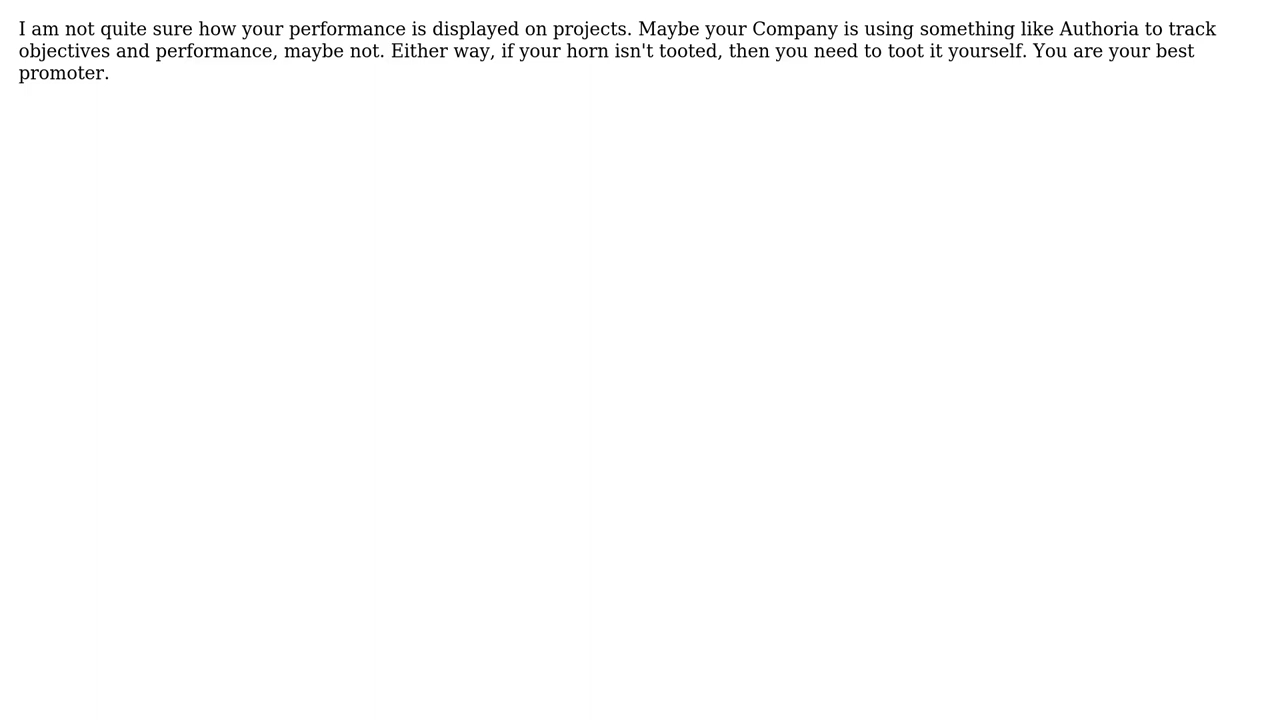 I am not quite sure how your performance is displayed on projects. Maybe your Company is using something like Authoria to track
objectives and performance, maybe not. Either way, if your horn isn't tooted, then you need to toot it yourself. You are your best
promoter.